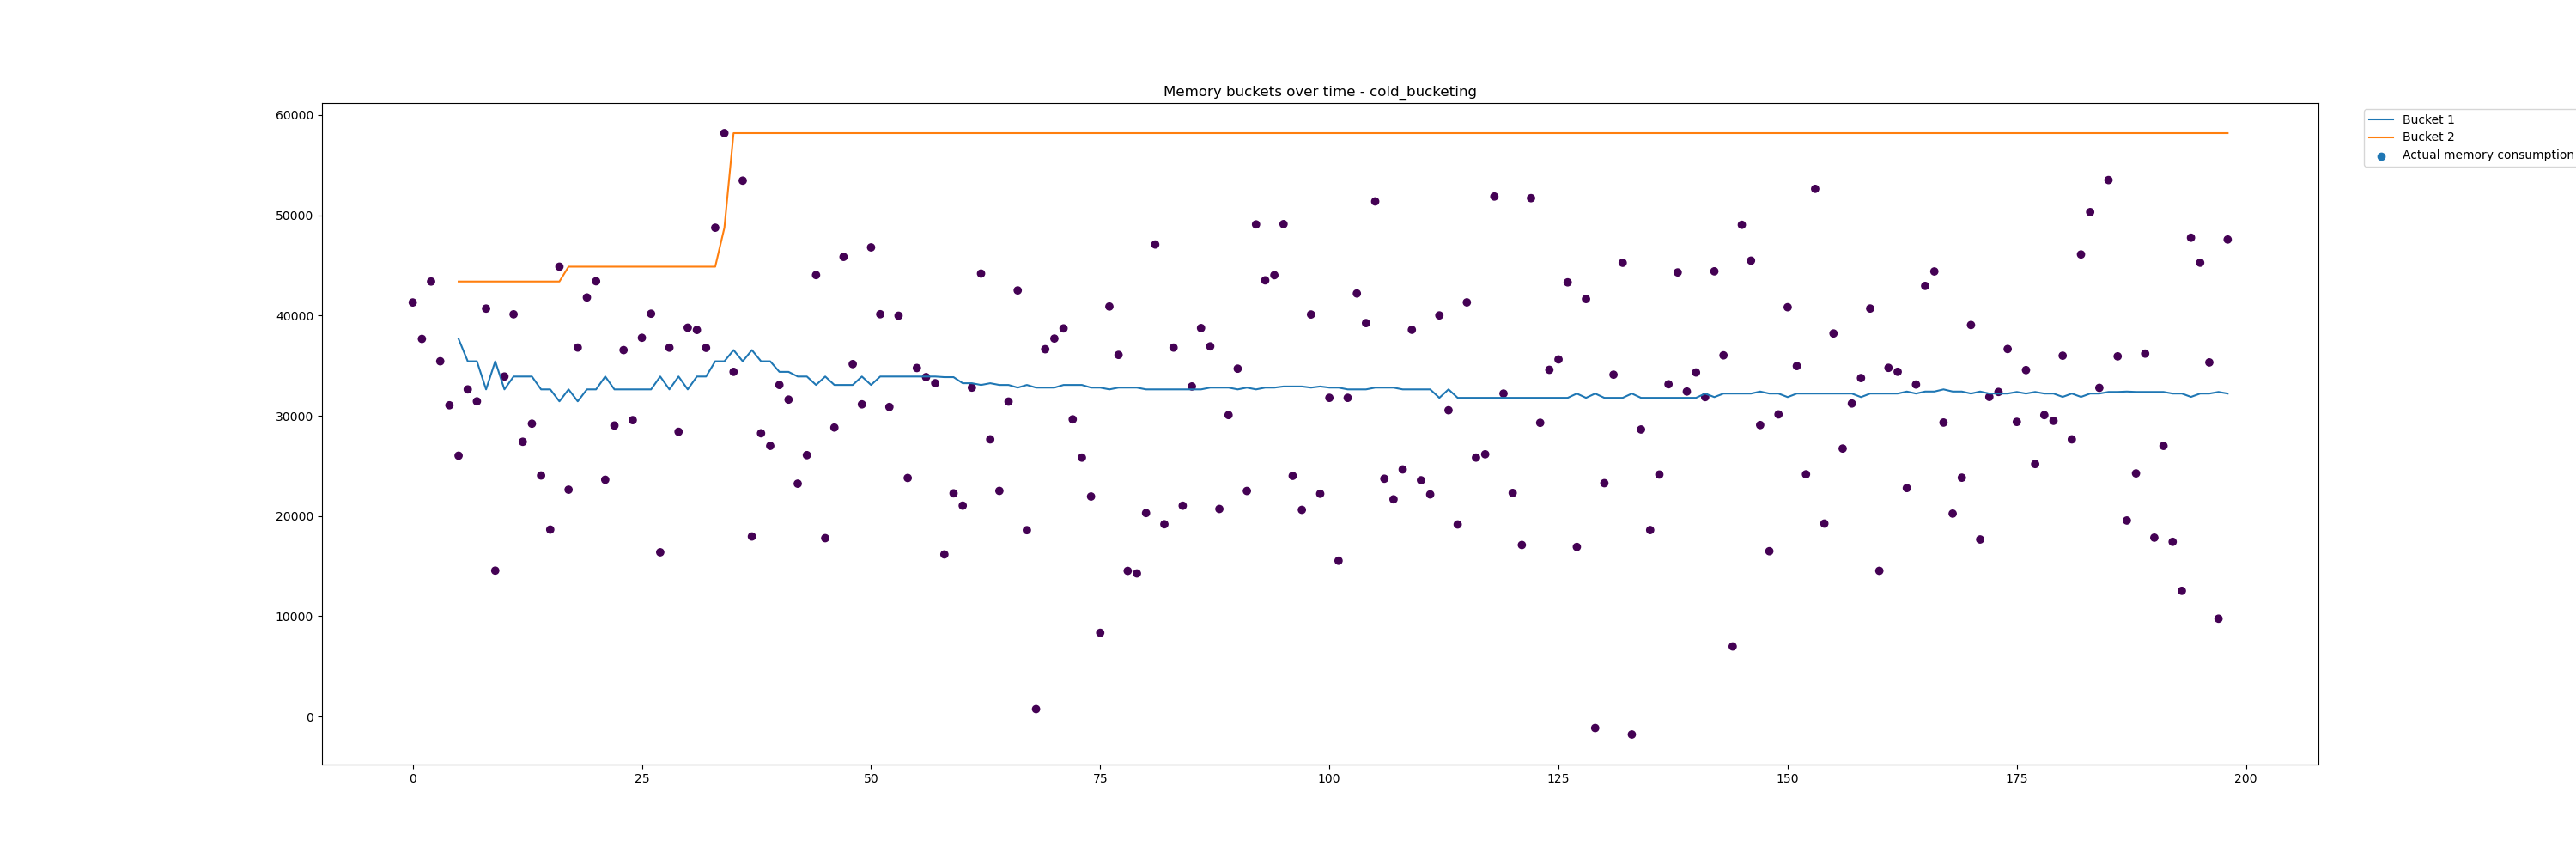 Memory buckets over time - cold_bucketing
60000
50000
40000
30000
20000
10000
0
0 25 50 75 100 125 150 175 200
Bucket 1
Bucket 2
Actual memory consumption